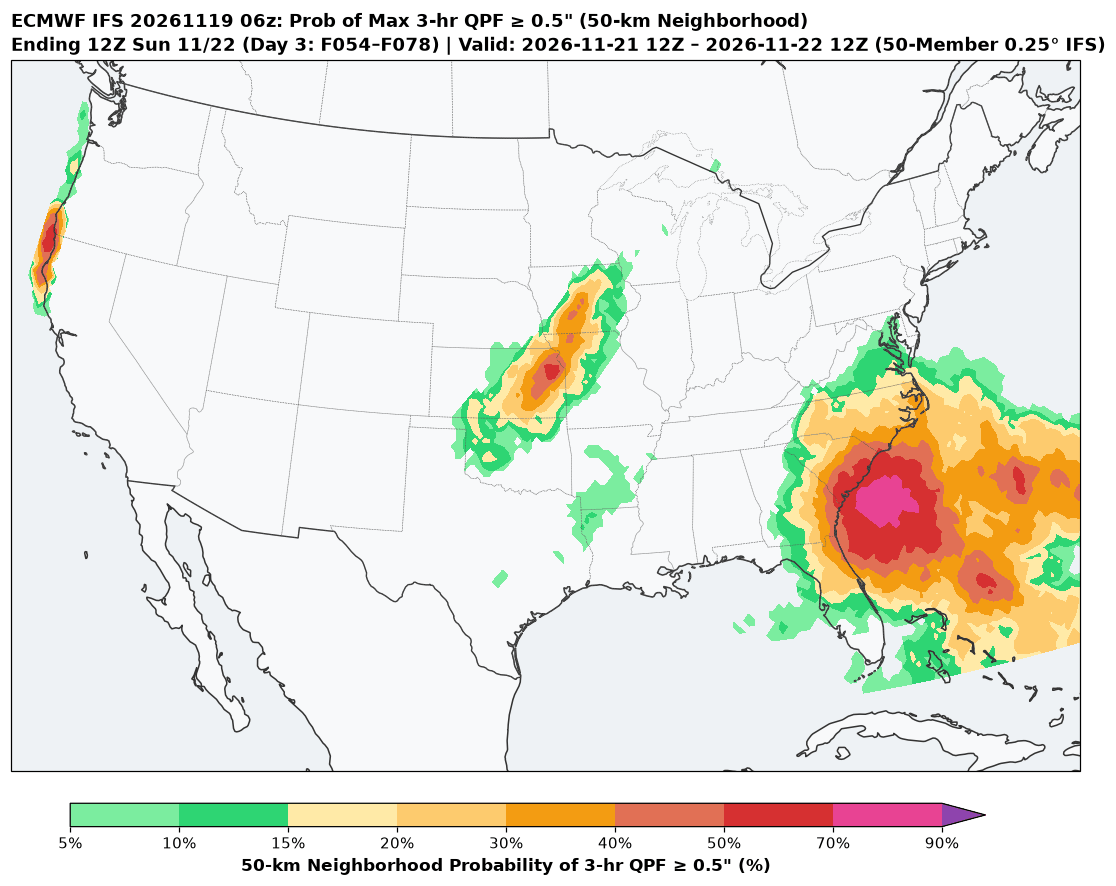 ECMWF IFS 20261119 06z: Prob of Max 3-hr QPF ≥ 0.5" (50-km Neighborhood)
Ending 12Z Sun 11/22 (Day 3: F054–F078) | Valid: 2026-11-21 12Z – 2026-11-22 12Z (50-Member 0.25° IFS)
5% 10% 15% 20% 30% 40% 50% 70% 90%
50-km Neighborhood Probability of 3-hr QPF ≥ 0.5" (%)